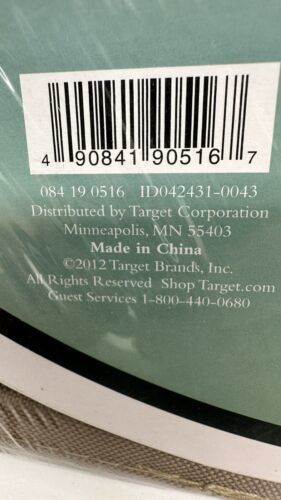 4 90841 90516 7
084 19 0516 ID042431-0043
Distributed by Target Corporation
Minneapolis, MN 55403
Made in China
©2012 Target Brands, Inc.
All Rights Reserved Shop Target.com
Guest Services 1-800-440-0680